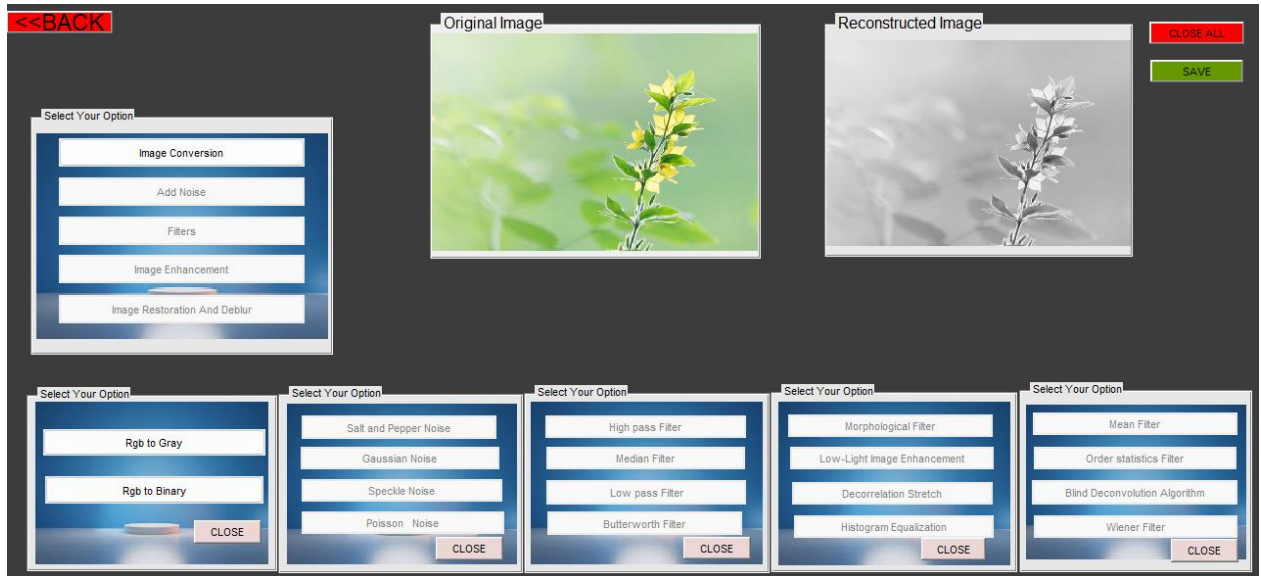 <<BACK
Original Image
Reconstructed Image
CLOSE ALL
SAVE
Select Your Option
Image Conversion
Add Noise
Filters
Image Enhancement
Image Restoration And Deblur
Select Your Option
Rgb to Gray
Rgb to Binary
CLOSE
Select Your Option
Salt and Pepper Noise
Gaussian Noise
Speckle Noise
Poisson Noise
CLOSE
Select Your Option
High pass Filter
Median Filter
Low pass Filter
Butterworth Filter
CLOSE
Select Your Option
Morphological Filter
Low-Light Image Enhancement
Decorrelation Stretch
Histogram Equalization
CLOSE
Select Your Option
Mean Filter
Order statistics Filter
Blind Deconvolution Algorithm
Wiener Filter
CLOSE